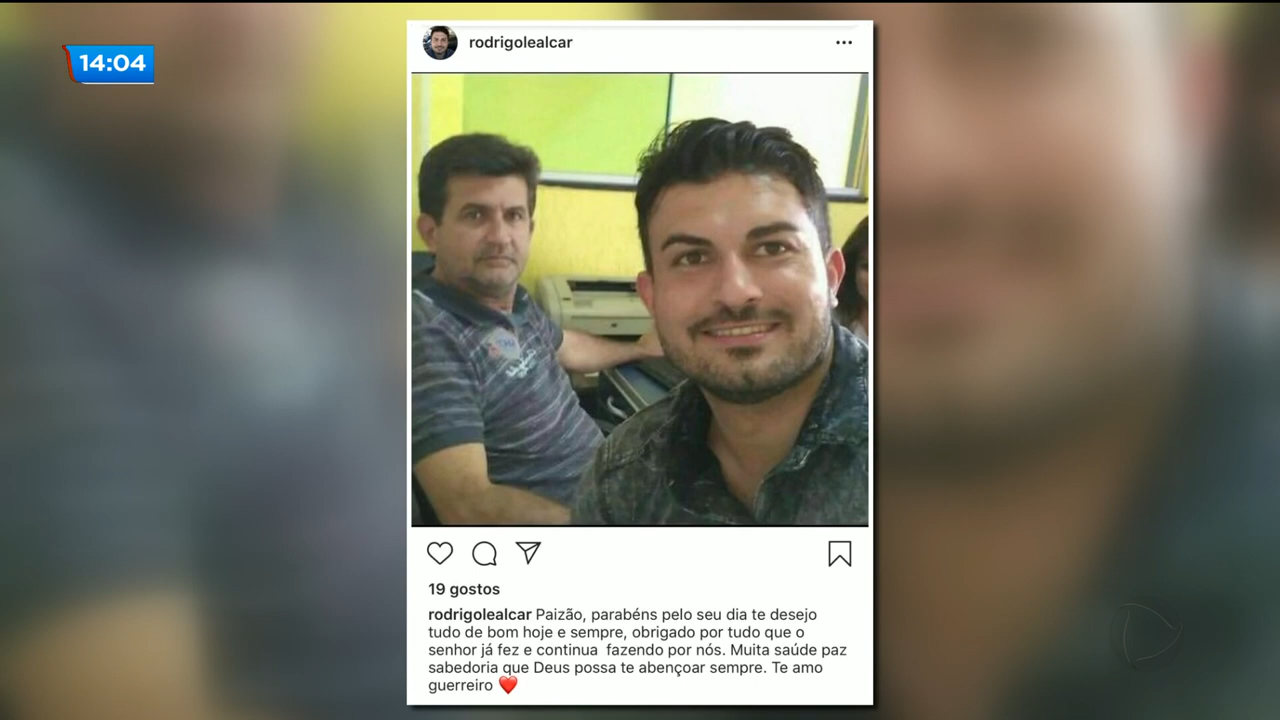 14:04
rodrigolealcar
19 gostos
rodrigolealcar Paizão, parabéns pelo seu dia te desejo
tudo de bom hoje e sempre, obrigado por tudo que o
senhor já fez e continua fazendo por nós. Muita saúde paz
sabedoria que Deus possa te abençoar sempre. Te amo
guerreiro ❤️